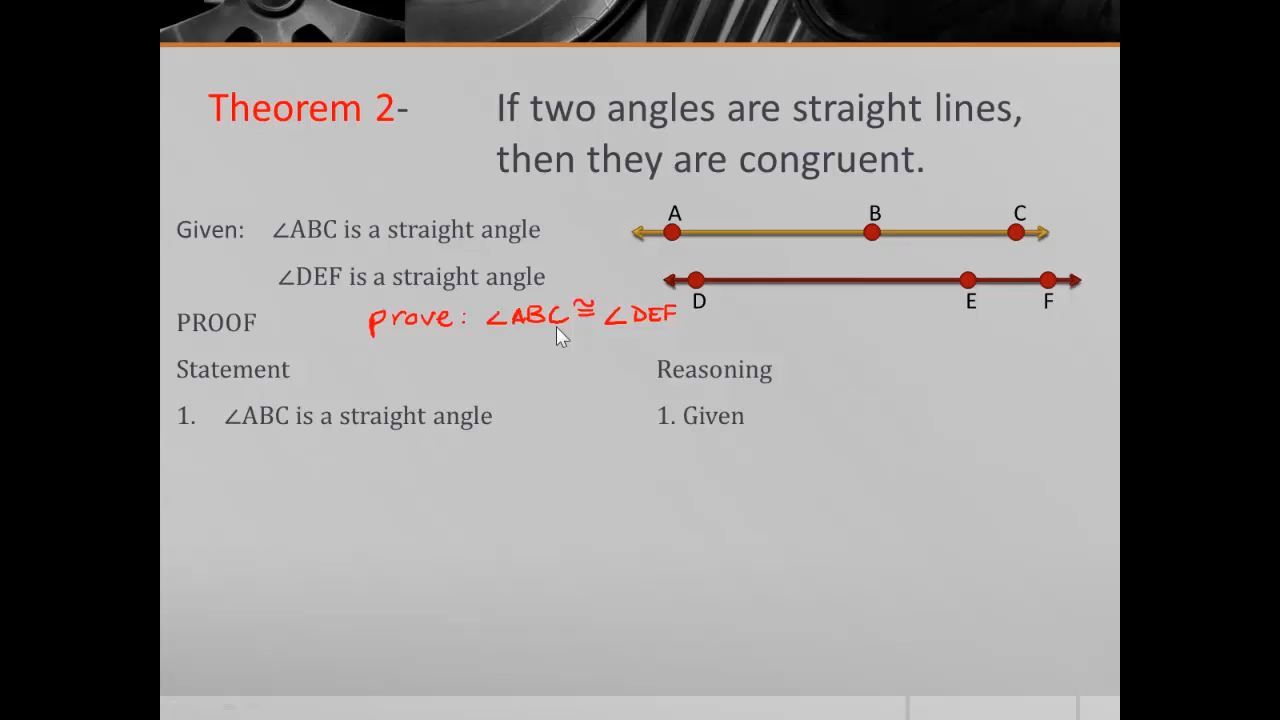 Theorem 2- If two angles are straight lines,
then they are congruent.
Given: ∠ABC is a straight angle
A B C
∠DEF is a straight angle
D E F
PROOF prove: ∠ABC ≅ ∠DEF
Statement Reasoning
1. ∠ABC is a straight angle 1. Given